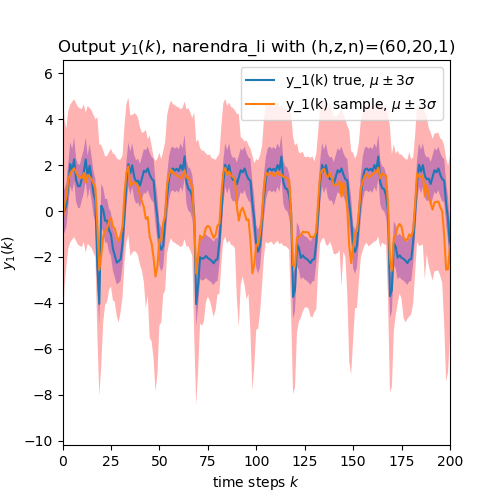 Output y₁(k), narendra_li with (h,z,n)=(60,20,1)
y_1(k) true, μ ± 3σ
y_1(k) sample, μ ± 3σ
6
4
2
0
−2
−4
−6
−8
−10
y₁(k)
0 25 50 75 100 125 150 175 200
time steps k